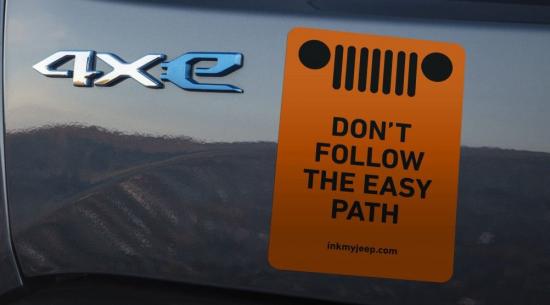 4xe
DON'T
FOLLOW
THE EASY
PATH
inkmyjeep.com